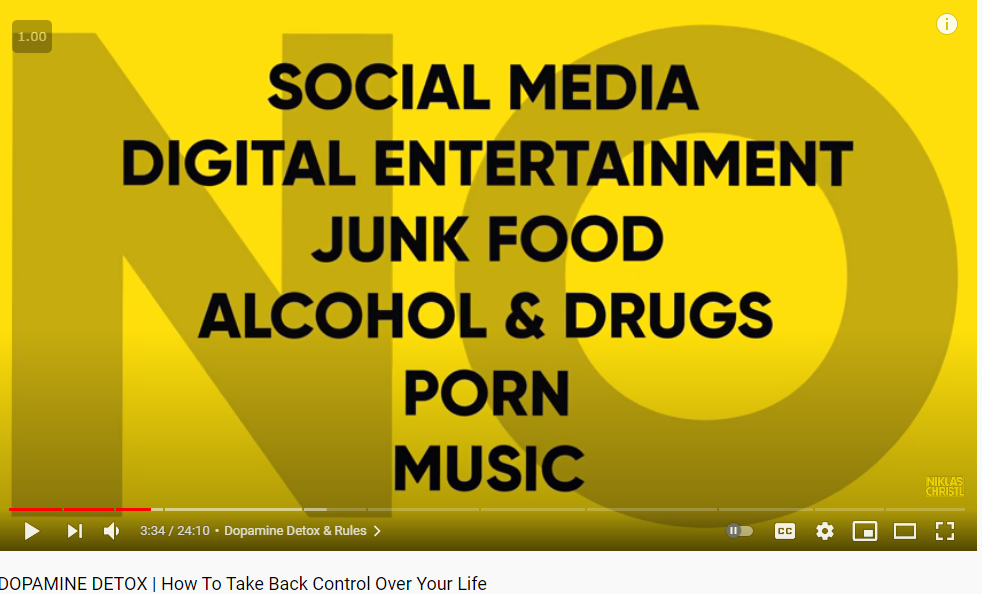 1.00
NO
SOCIAL MEDIA
DIGITAL ENTERTAINMENT
JUNK FOOD
ALCOHOL & DRUGS
PORN
MUSIC
NIKLAS
CHRISTL
3:34 / 24:10 • Dopamine Detox & Rules
CC
DOPAMINE DETOX | How To Take Back Control Over Your Life